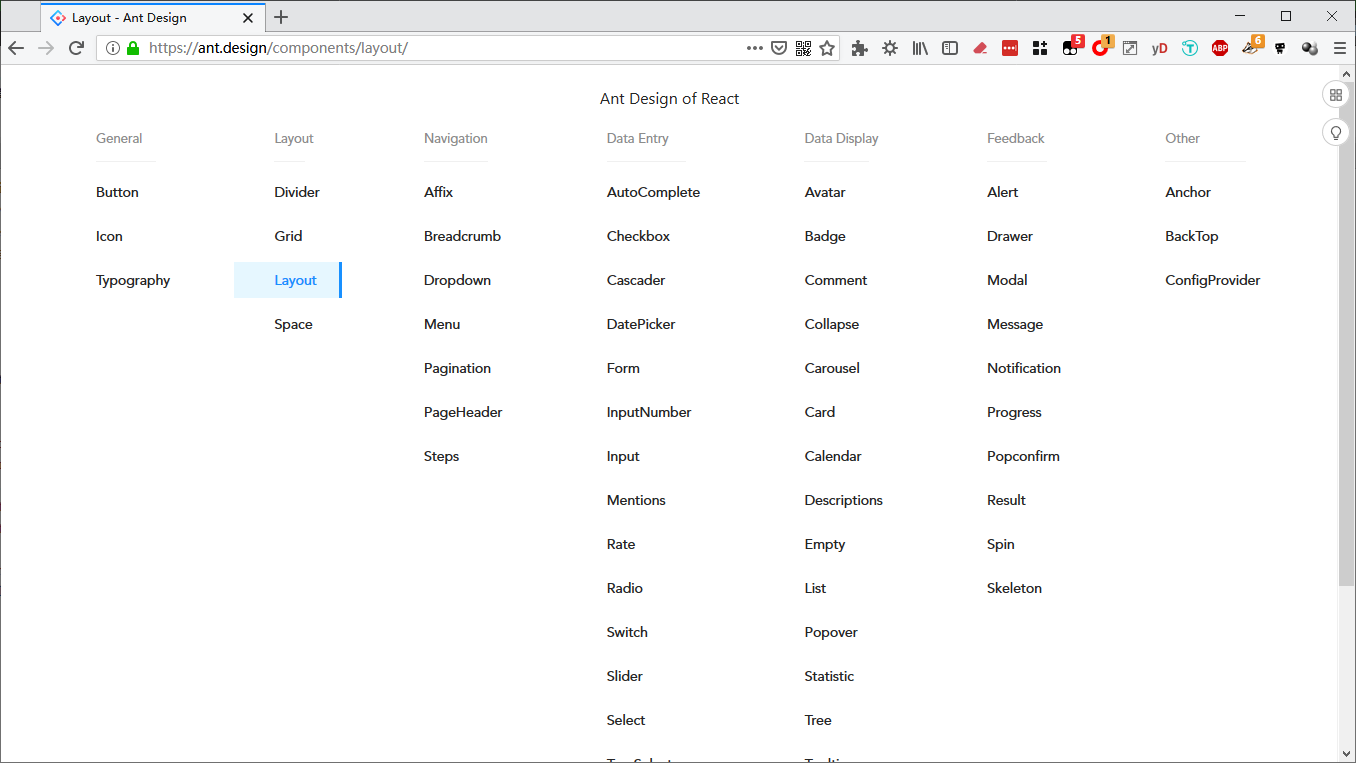 Layout - Ant Design
https://ant.design/components/layout/
5
1
yD
ABP
6
Ant Design of React
General
Button
Icon
Typography
Layout
Divider
Grid
Layout
Space
Navigation
Affix
Breadcrumb
Dropdown
Menu
Pagination
PageHeader
Steps
Data Entry
AutoComplete
Checkbox
Cascader
DatePicker
Form
InputNumber
Input
Mentions
Rate
Radio
Switch
Slider
Select
Data Display
Avatar
Badge
Comment
Collapse
Carousel
Card
Calendar
Descriptions
Empty
List
Popover
Statistic
Tree
Feedback
Alert
Drawer
Modal
Message
Notification
Progress
Popconfirm
Result
Spin
Skeleton
Other
Anchor
BackTop
ConfigProvider